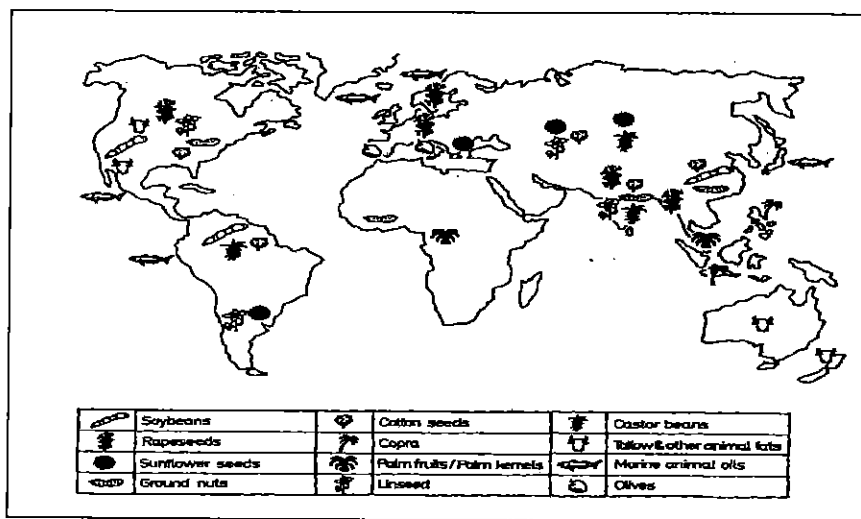 Soybeans Cotton seeds Castor beans
Rapeseeds Copra Tallow & other animal fats
Sunflower seeds Palm fruits / Palm kernels Marine animal oils
Ground nuts Linseed Olives